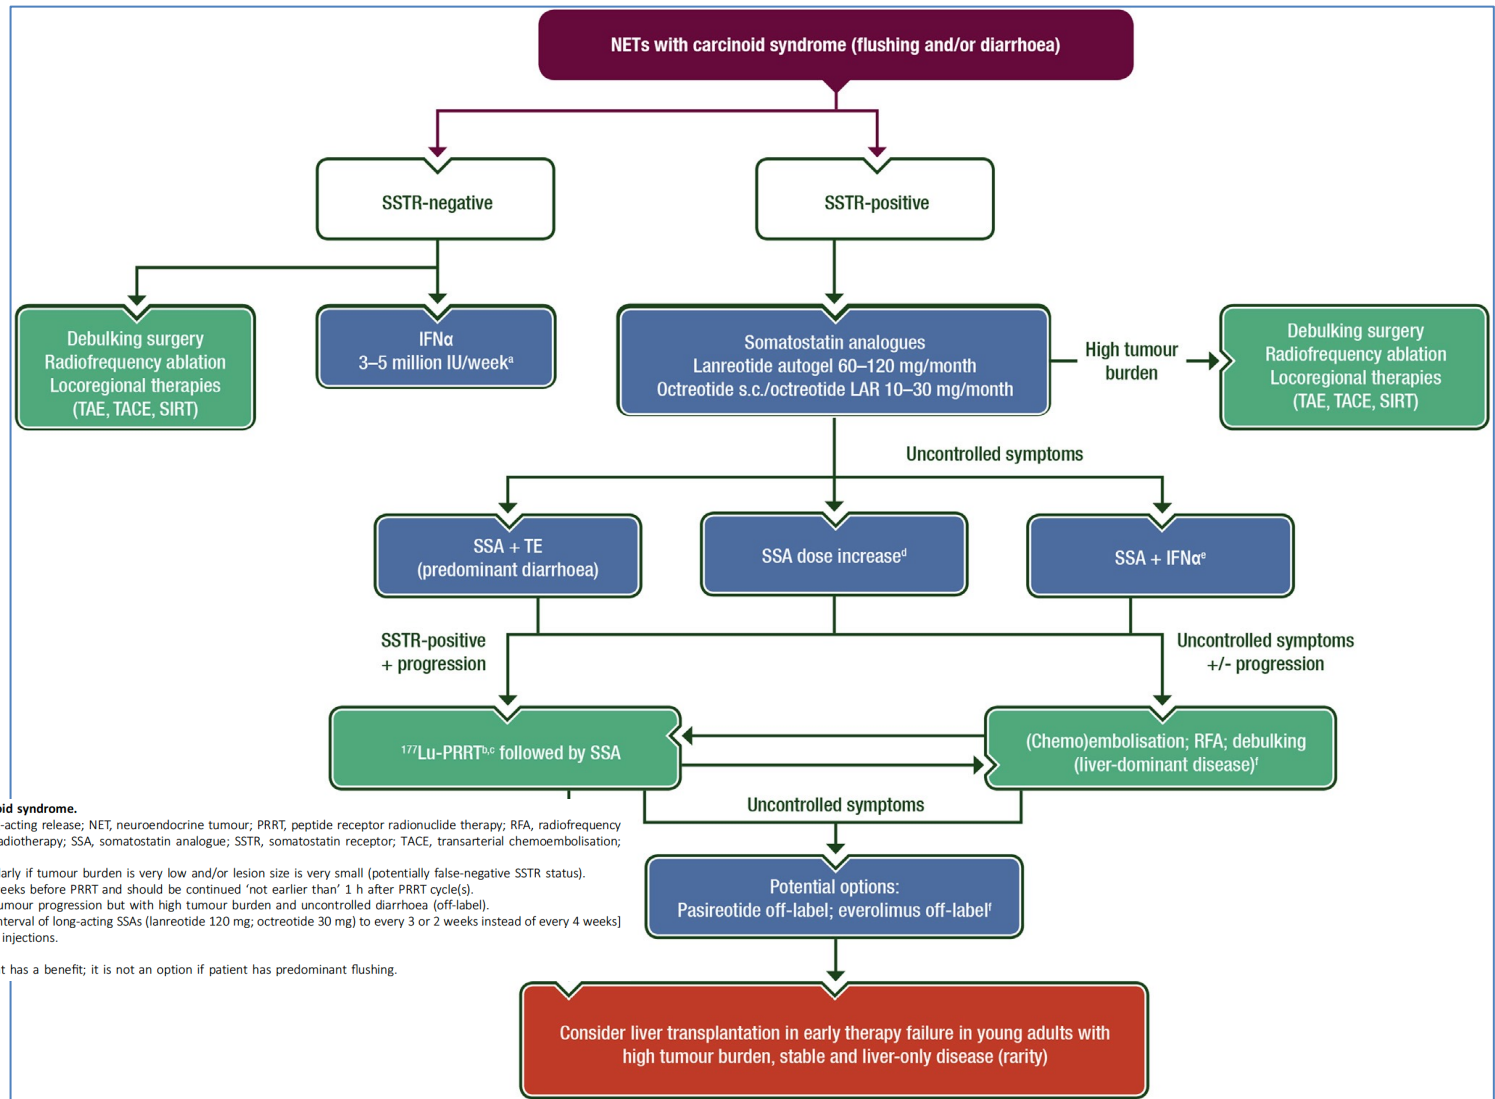 NETs with carcinoid syndrome (flushing and/or diarrhoea)
SSTR-negative
SSTR-positive
Debulking surgery
Radiofrequency ablation
Locoregional therapies
(TAE, TACE, SIRT)
IFNα
3–5 million IU/weekᵃ
Somatostatin analogues
Lanreotide autogel 60–120 mg/month
Octreotide s.c./octreotide LAR 10–30 mg/month
High tumour
burden
Debulking surgery
Radiofrequency ablation
Locoregional therapies
(TAE, TACE, SIRT)
Uncontrolled symptoms
SSA + TE
(predominant diarrhoea)
SSA dose increaseᵈ
SSA + IFNαᵉ
SSTR-positive
+ progression
Uncontrolled symptoms
+/- progression
¹⁷⁷Lu-PRRTᵇ,ᶜ followed by SSA
(Chemo)embolisation; RFA; debulking
(liver-dominant disease)ᶠ
Uncontrolled symptoms
Potential options:
Pasireotide off-label; everolimus off-labelᶠ
Consider liver transplantation in early therapy failure in young adults with
high tumour burden, stable and liver-only disease (rarity)
oid syndrome.
-acting release; NET, neuroendocrine tumour; PRRT, peptide receptor radionuclide therapy; RFA, radiofrequency
adiotherapy; SSA, somatostatin analogue; SSTR, somatostatin receptor; TACE, transarterial chemoembolisation;
larly if tumour burden is very low and/or lesion size is very small (potentially false-negative SSTR status).
eeks before PRRT and should be continued ‘not earlier than’ 1 h after PRRT cycle(s).
umour progression but with high tumour burden and uncontrolled diarrhoea (off-label).
nterval of long-acting SSAs (lanreotide 120 mg; octreotide 30 mg) to every 3 or 2 weeks instead of every 4 weeks]
injections.
t has a benefit; it is not an option if patient has predominant flushing.